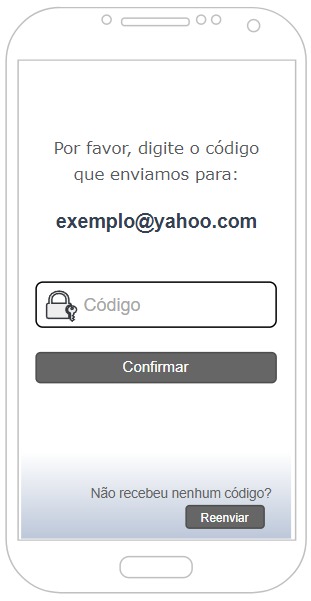 Por favor, digite o código
que enviamos para:
exemplo@yahoo.com
Código
Confirmar
Não recebeu nenhum código?
Reenviar